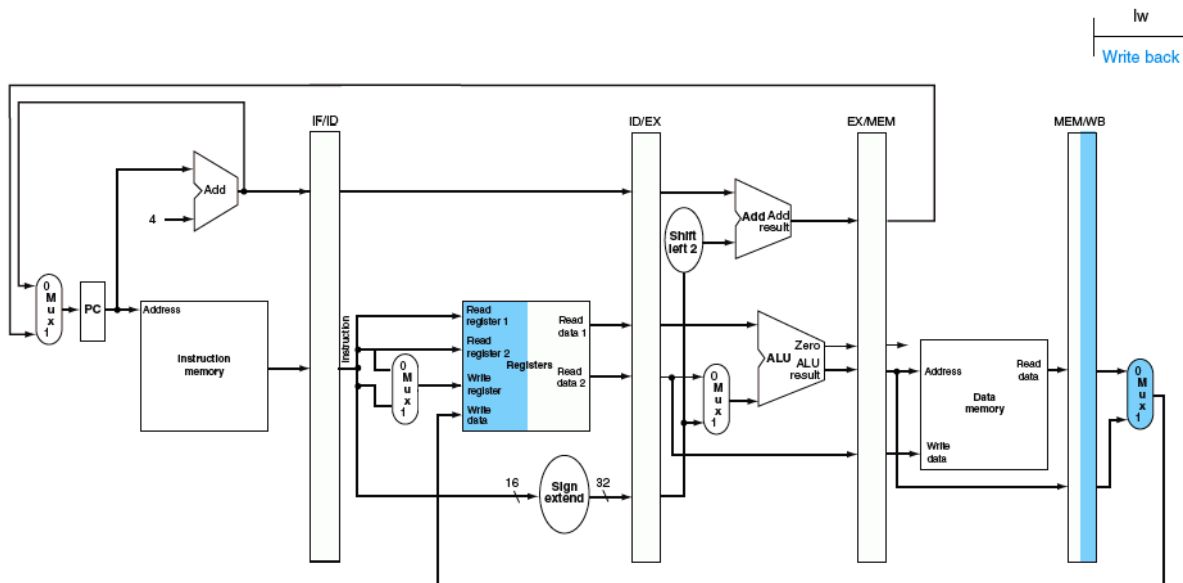 lw
Write back
IF/ID
ID/EX
EX/MEM
MEM/WB
Add
4
Shift
left 2
Add Add
result
0
M
u
x
1
PC
Address
Instruction
memory
Instruction
Read
register 1
Read
register 2
Write
register
Write
data
Registers
Read
data 1
Read
data 2
0
M
u
x
1
0
M
u
x
1
Zero
ALU
ALU
result
Address
Read
data
Data
memory
Write
data
0
M
u
x
1
16
Sign
extend
32